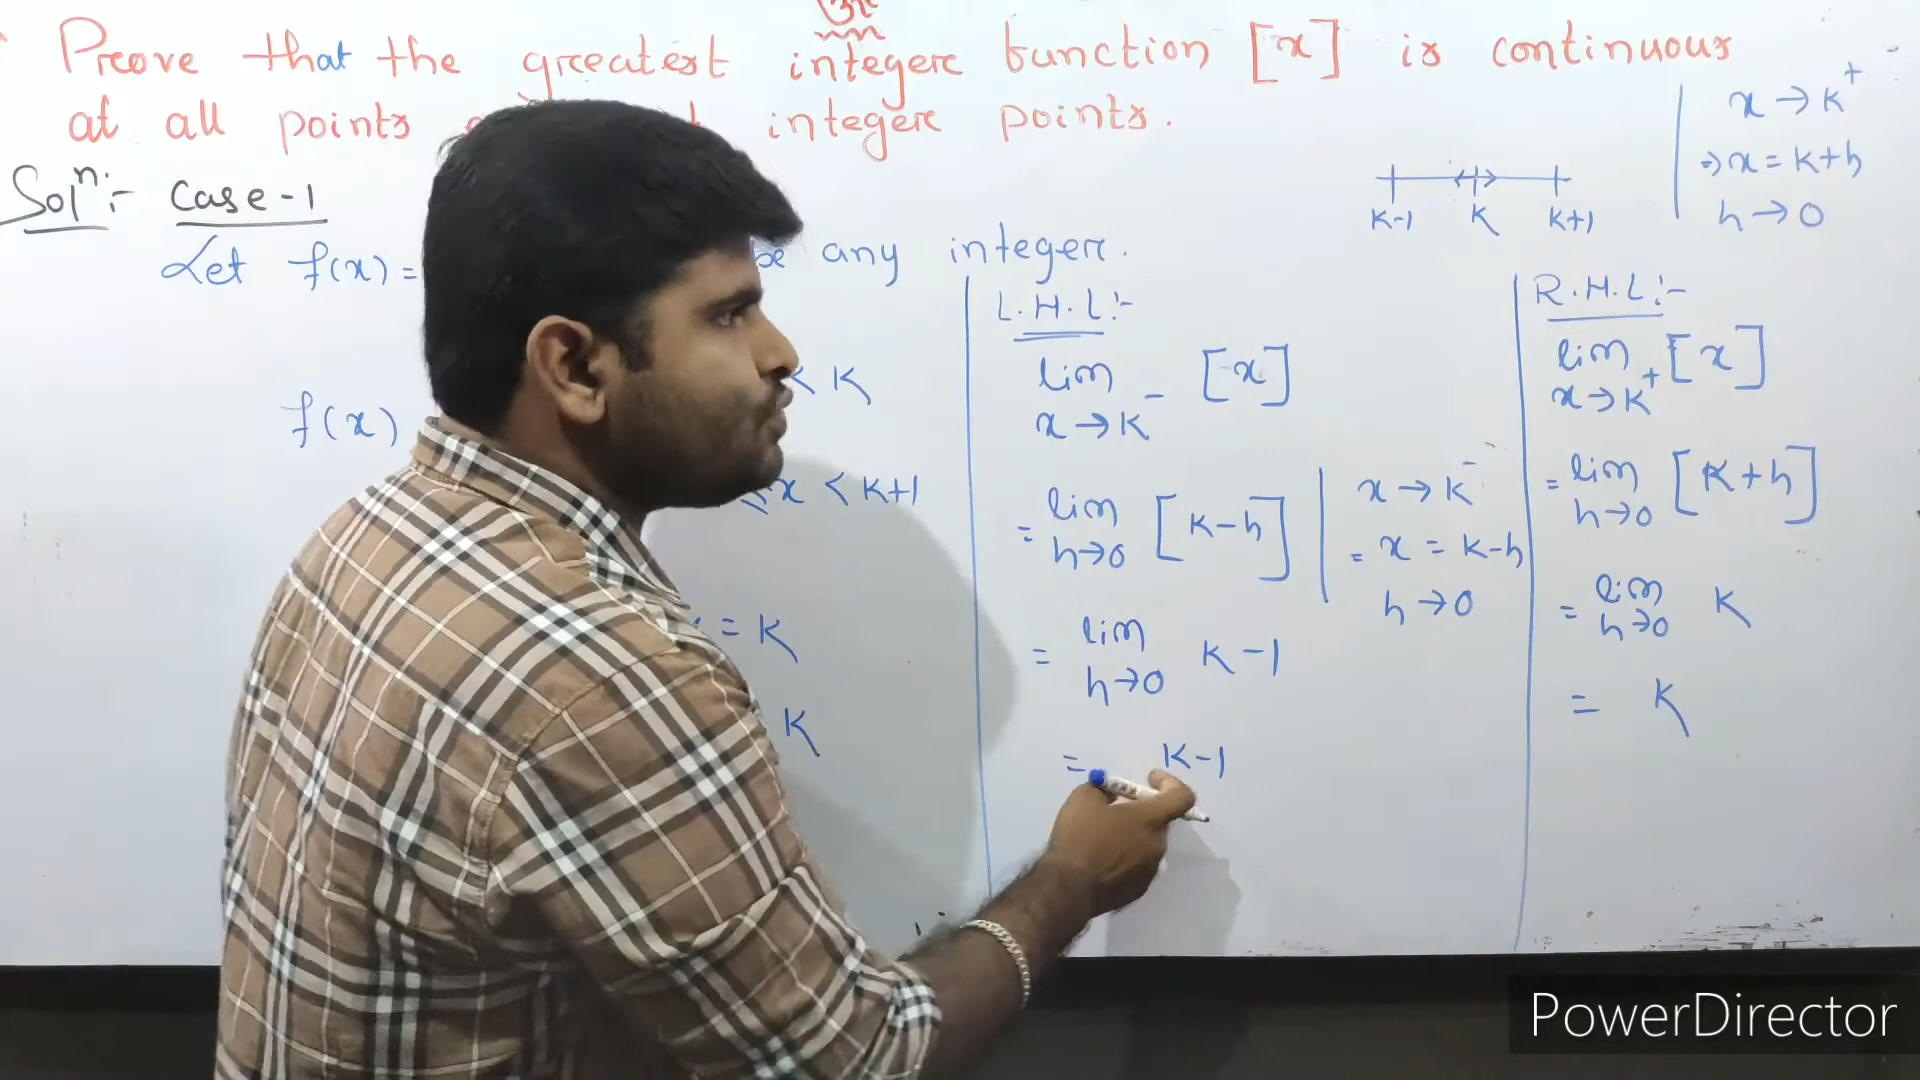 Prove that the greatest integer function [x] is continuous
at all points integer points.
x → K⁺
⇒ x = K+h
h → 0
K-1 K K+1
Solⁿ:- Case-1
Let f(x) = be any integer.
f(x)
< K
≤ x < K+1
= K
K
L.H.L:-
lim [x]
x → K⁻
= lim [K-h]
h→0
x → K⁻
= x = K-h
h → 0
= lim K-1
h→0
= K-1
R.H.L:-
lim [x]
x→K⁺
= lim [K+h]
h→0
= lim K
h→0
= K
PowerDirector